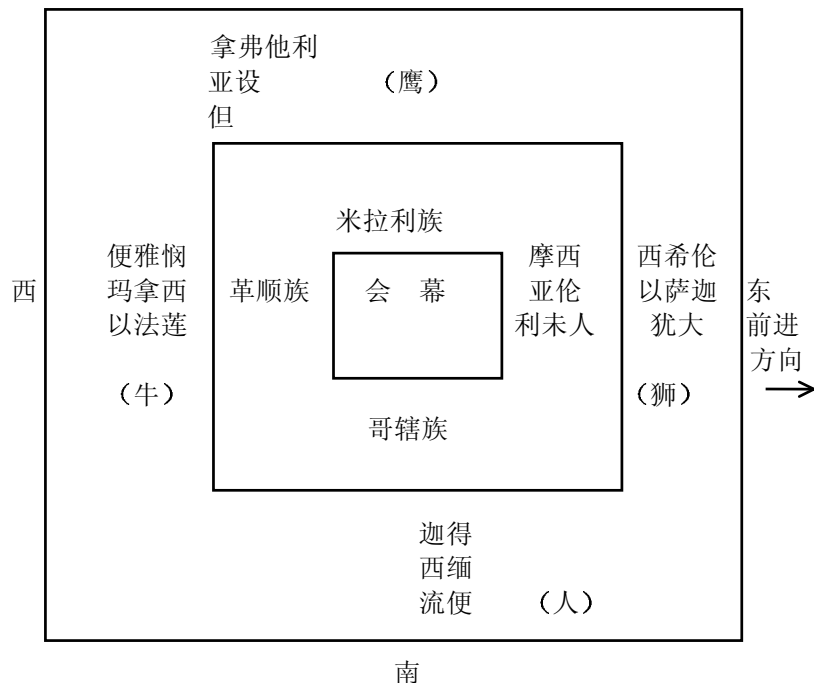 拿弗他利
亚设 （鹰）
但
米拉利族
便雅悯
玛拿西
以法莲
（牛）
西
革顺族
会 幕
摩西
亚伦
利未人
西希伦
以萨迦
犹大
（狮）
东
前进
方向
哥辖族
迦得
西缅
流便 （人）
南